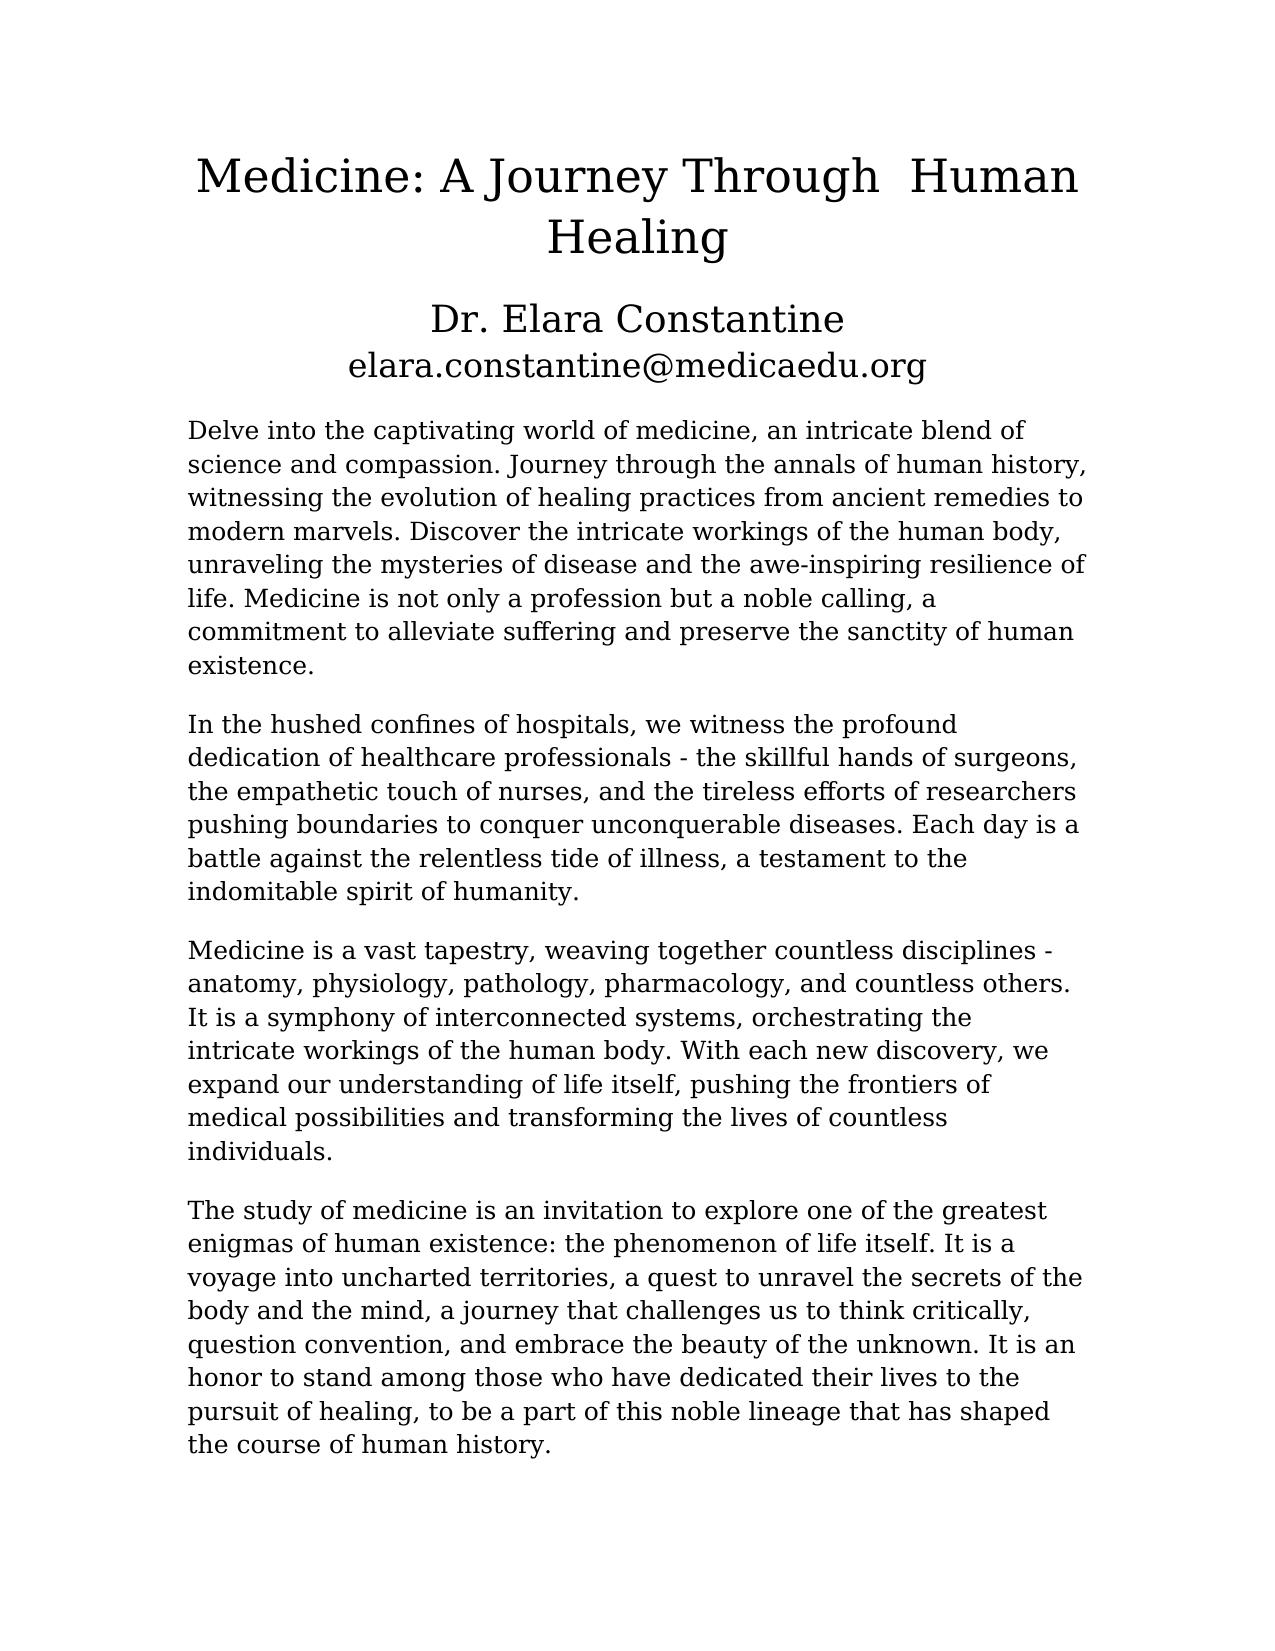 Medicine: A Journey Through  Human
Healing
Dr. Elara Constantine
elara.constantine@medicaedu.org
Delve into the captivating world of medicine, an intricate blend of
science and compassion. Journey through the annals of human history,
witnessing the evolution of healing practices from ancient remedies to
modern marvels. Discover the intricate workings of the human body,
unraveling the mysteries of disease and the awe-inspiring resilience of
life. Medicine is not only a profession but a noble calling, a
commitment to alleviate suffering and preserve the sanctity of human
existence.
In the hushed confines of hospitals, we witness the profound
dedication of healthcare professionals - the skillful hands of surgeons,
the empathetic touch of nurses, and the tireless efforts of researchers
pushing boundaries to conquer unconquerable diseases. Each day is a
battle against the relentless tide of illness, a testament to the
indomitable spirit of humanity.
Medicine is a vast tapestry, weaving together countless disciplines -
anatomy, physiology, pathology, pharmacology, and countless others.
It is a symphony of interconnected systems, orchestrating the
intricate workings of the human body. With each new discovery, we
expand our understanding of life itself, pushing the frontiers of
medical possibilities and transforming the lives of countless
individuals.
The study of medicine is an invitation to explore one of the greatest
enigmas of human existence: the phenomenon of life itself. It is a
voyage into uncharted territories, a quest to unravel the secrets of the
body and the mind, a journey that challenges us to think critically,
question convention, and embrace the beauty of the unknown. It is an
honor to stand among those who have dedicated their lives to the
pursuit of healing, to be a part of this noble lineage that has shaped
the course of human history.